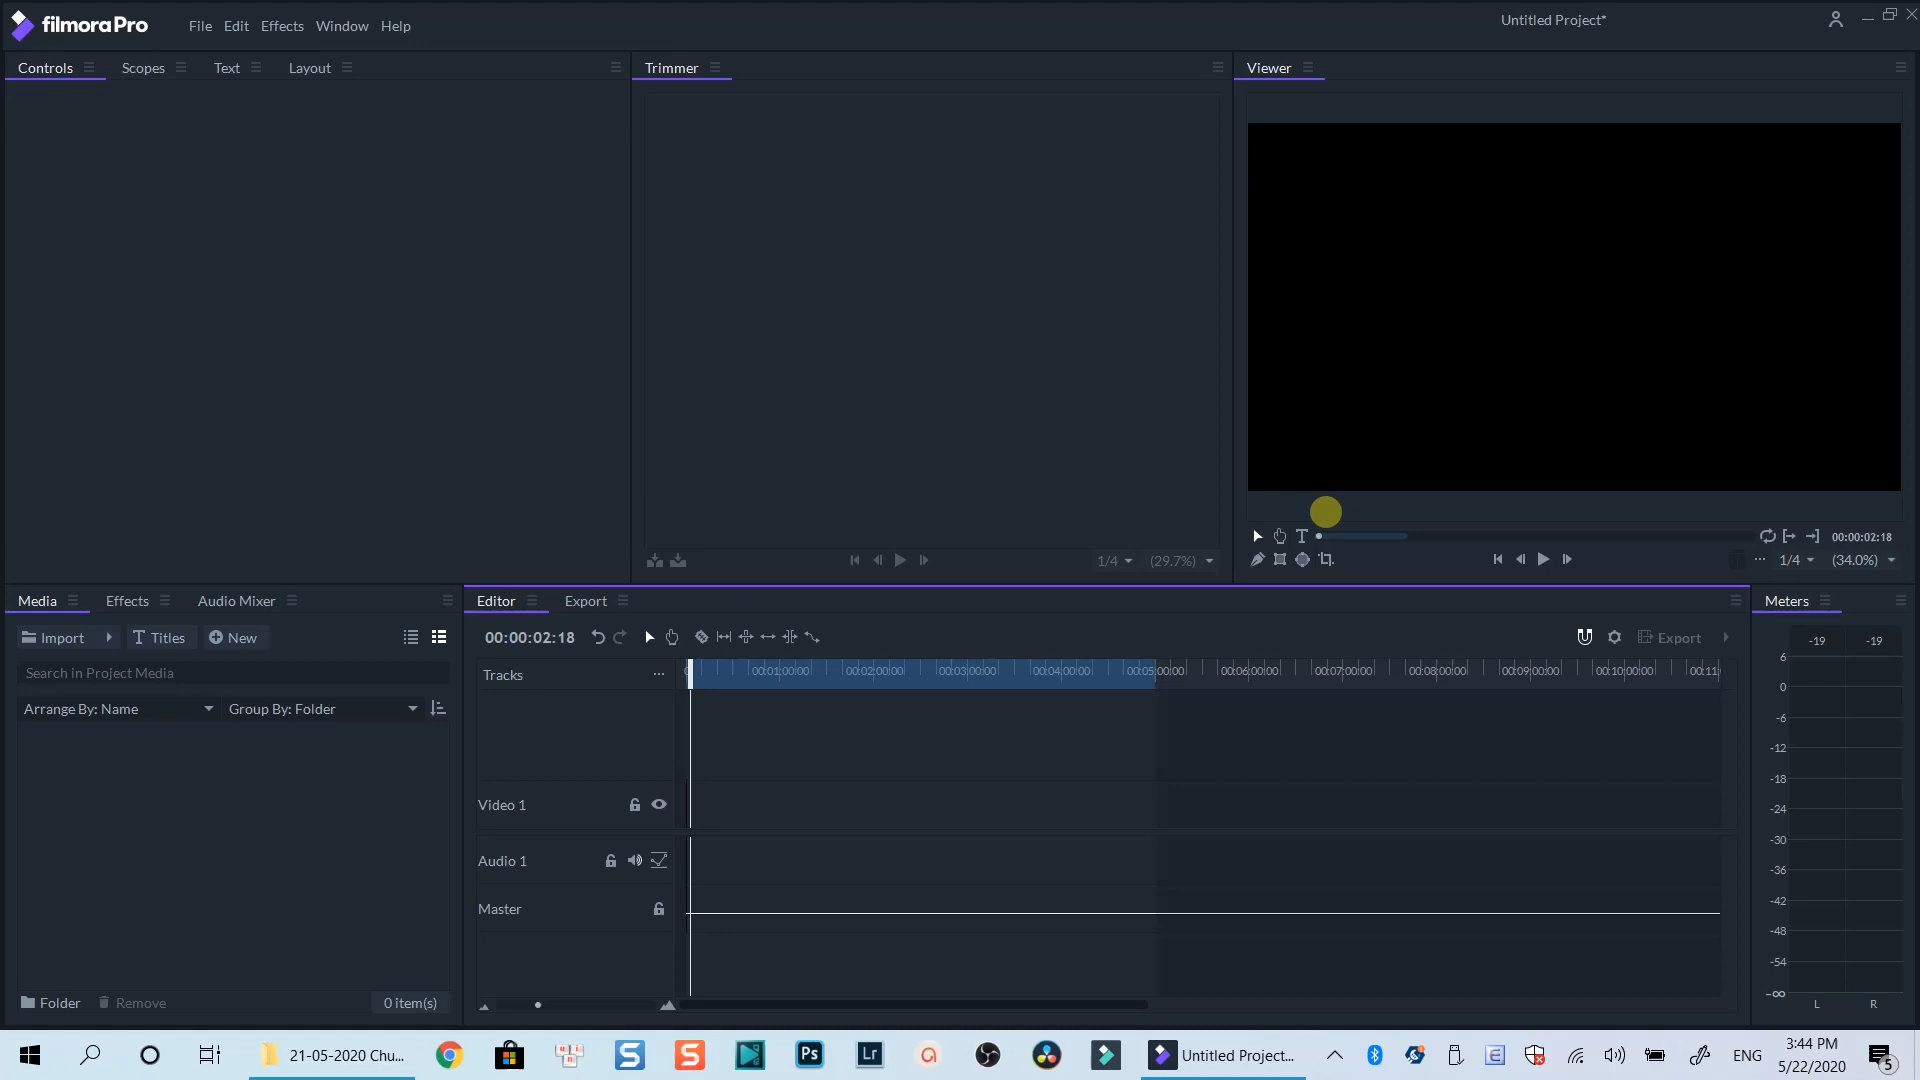 filmoraPro File Edit Effects Window Help Untitled Project*
Controls Scopes Text Layout Trimmer Viewer
00:00:02:18
1/4 (29.7%) 1/4 (34.0%)
Media Effects Audio Mixer Editor Export Meters
Import Titles New 00:00:02:18 Export -19 -19
Search in Project Media Tracks 00:01:00:00 00:02:00:00 00:03:00:00 00:04:00:00 00:05:00:00 00:06:00:00 00:07:00:00 00:08:00:00 00:09:00:00 00:10:00:00 00:11:
Arrange By: Name Group By: Folder
Video 1
Audio 1
Master
6
0
-6
-12
-18
-24
-30
-36
-42
-48
-54
-∞
L R
Folder Remove 0 item(s)
21-05-2020 Chu... Ps Lr Untitled Project... ENG 3:44 PM
5/22/2020 5